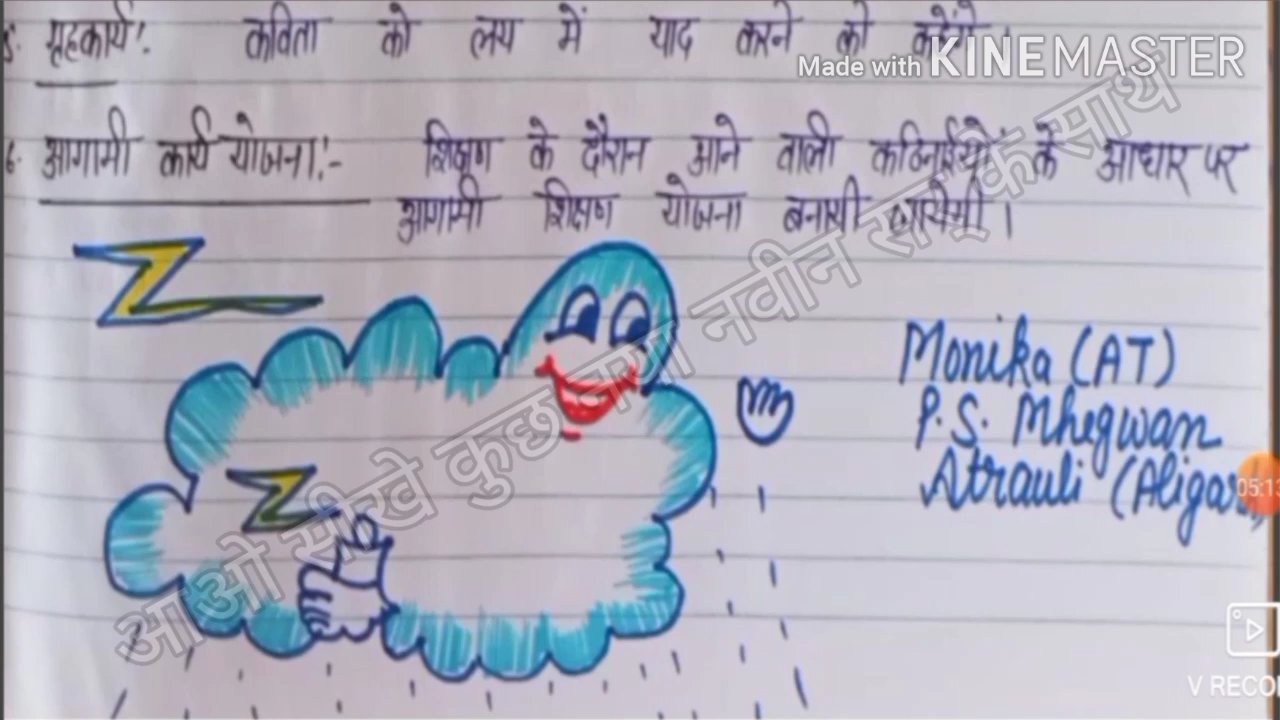 5. गृहकार्य:- कविता को लय में याद करने को कहेंगे।
Made with KINEMASTER
6. आगामी कार्य योजना:- शिक्षण के दौरान आने वाली कठिनाईयों के आधार पर
आगामी शिक्षण योजना बनायी जायेगी।
आओ सीखे कुछ नया नवीन सर के साथ
Monika (AT)
P.S. Mhegwan
Atrauli (Aligarh)
05:13
V RECO